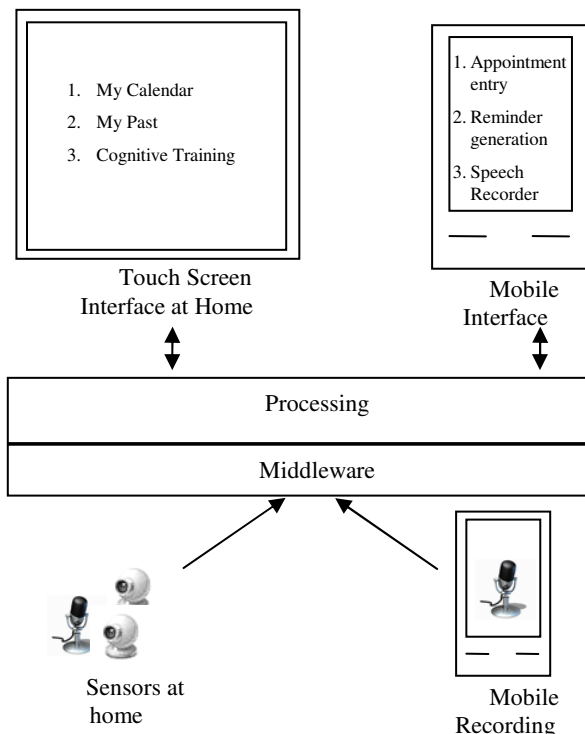 1. My Calendar
2. My Past
3. Cognitive Training
Touch Screen
Interface at Home
1. Appointment
entry
2. Reminder
generation
3. Speech
Recorder
Mobile
Interface
Processing
Middleware
Sensors at
home
Mobile
Recording